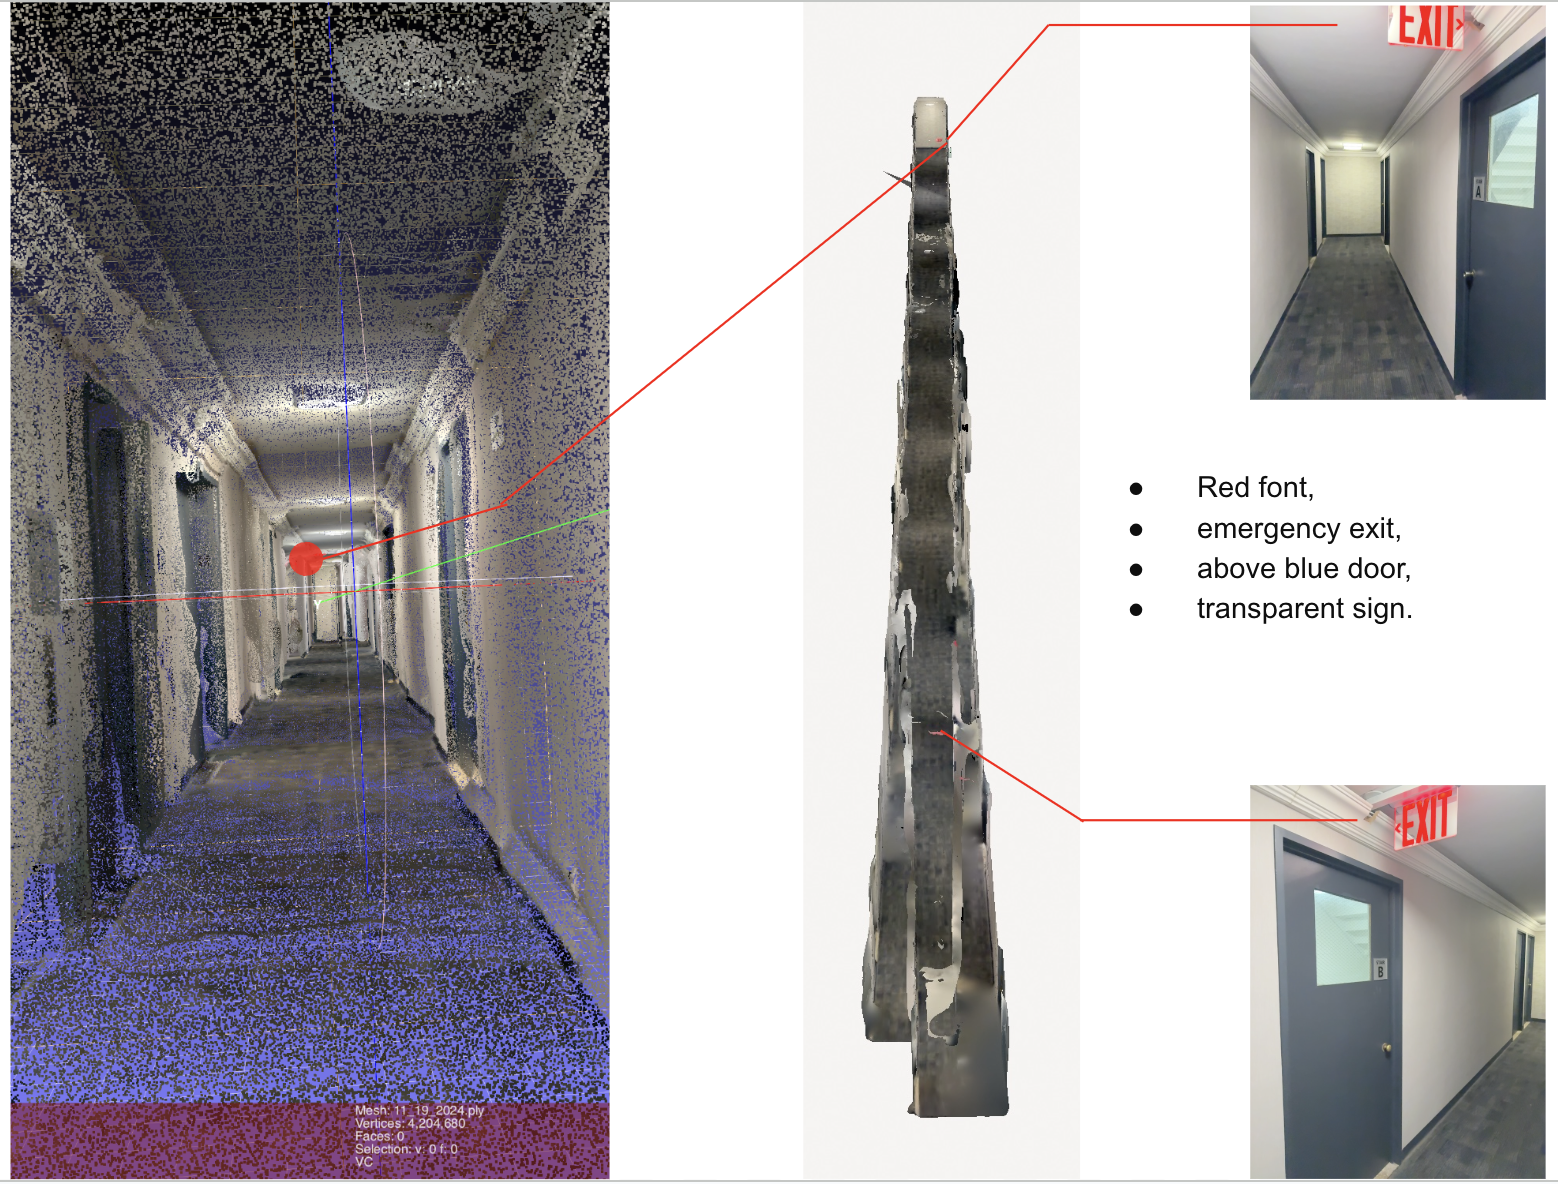 EXIT
A
Red font,
emergency exit,
above blue door,
transparent sign.
EXIT
B
Mesh: 11_19_2024.ply
Vertices: 4,204,680
Faces: 0
Selection: v: 0 f: 0
VC